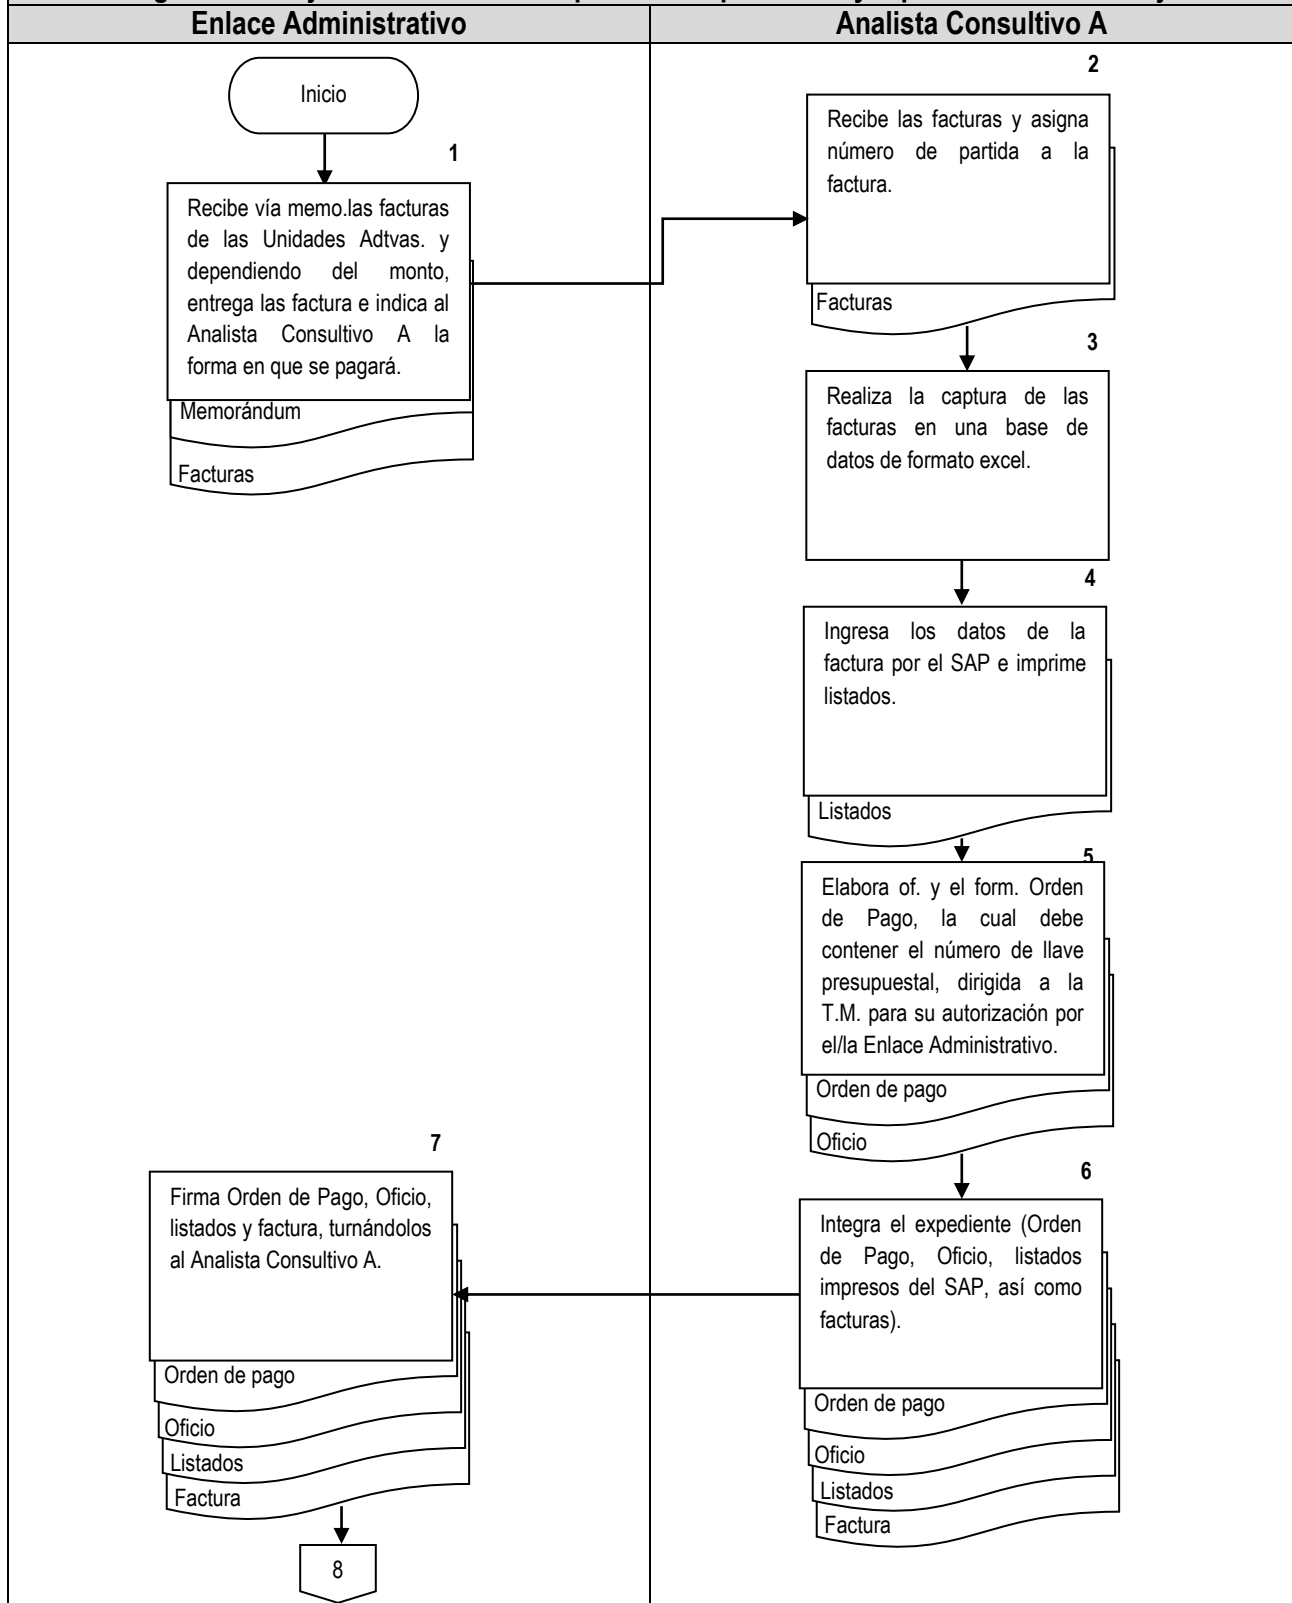 Enlace Administrativo
Analista Consultivo A
Inicio
1
Recibe vía memo.las facturas
de las Unidades Adtvas. y
dependiendo del monto,
entrega las factura e indica al
Analista Consultivo A la
forma en que se pagará.
Memorándum
Facturas
2
Recibe las facturas y asigna
número de partida a la
factura.
Facturas
3
Realiza la captura de las
facturas en una base de
datos de formato excel.
4
Ingresa los datos de la
factura por el SAP e imprime
listados.
Listados
5
Elabora of. y el form. Orden
de Pago, la cual debe
contener el número de llave
presupuestal, dirigida a la
T.M. para su autorización por
el/la Enlace Administrativo.
Orden de pago
Oficio
6
Integra el expediente (Orden
de Pago, Oficio, listados
impresos del SAP, así como
facturas).
Orden de pago
Oficio
Listados
Factura
7
Firma Orden de Pago, Oficio,
listados y factura, turnándolos
al Analista Consultivo A.
Orden de pago
Oficio
Listados
Factura
8